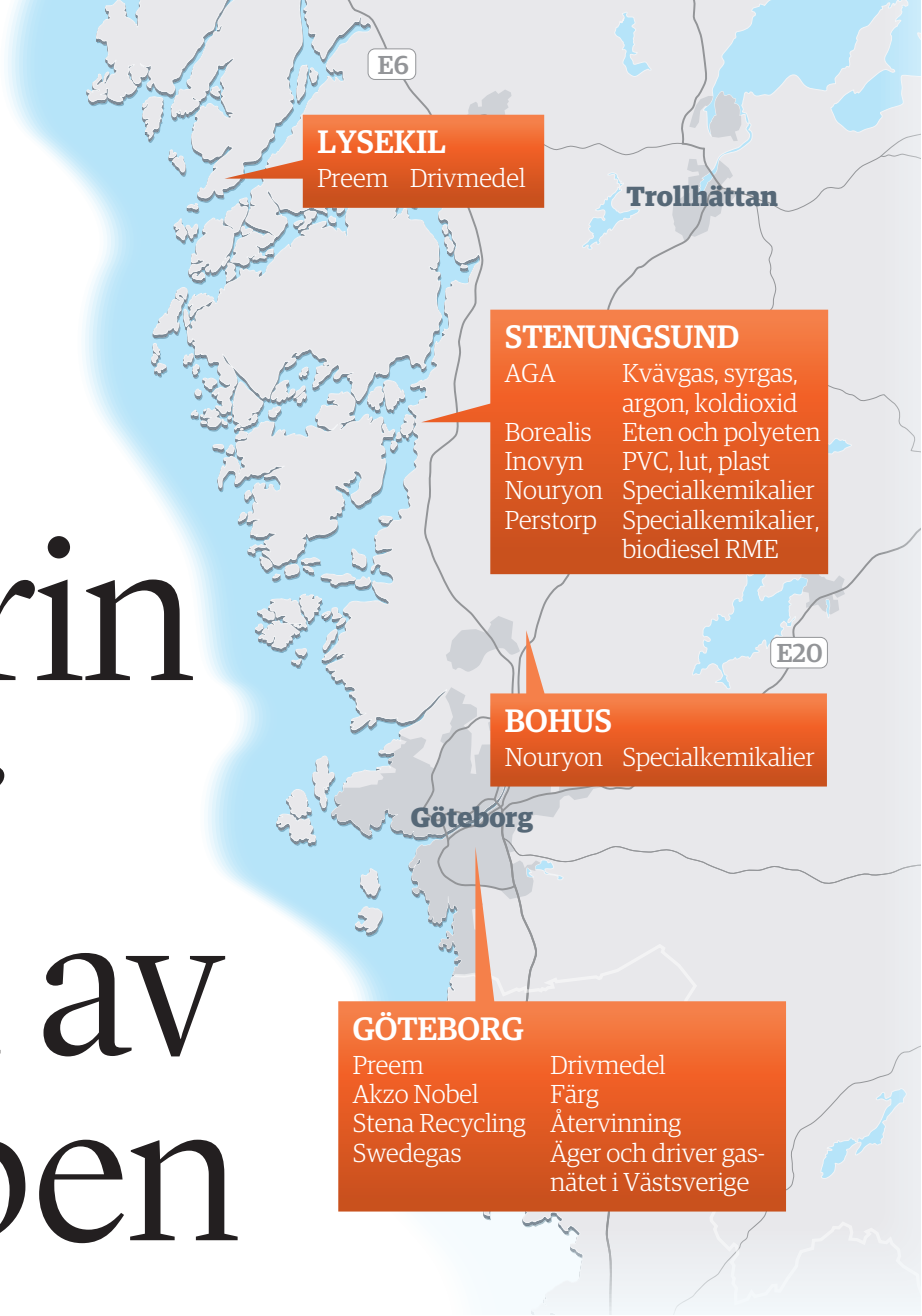 E6
LYSEKIL
Preem Drivmedel
Trollhättan
STENUNGSUND
AGA Kvävgas, syrgas,
argon, koldioxid
Borealis Eten och polyeten
Inovyn PVC, lut, plast
Nouryon Specialkemikalier
Perstorp Specialkemikalier,
biodiesel RME
rin
E20
BOHUS
Nouryon Specialkemikalier
Göteborg
av
GÖTEBORG
Preem Drivmedel
Akzo Nobel Färg
Stena Recycling Återvinning
Swedegas Äger och driver gas-
nätet i Västsverige
pen